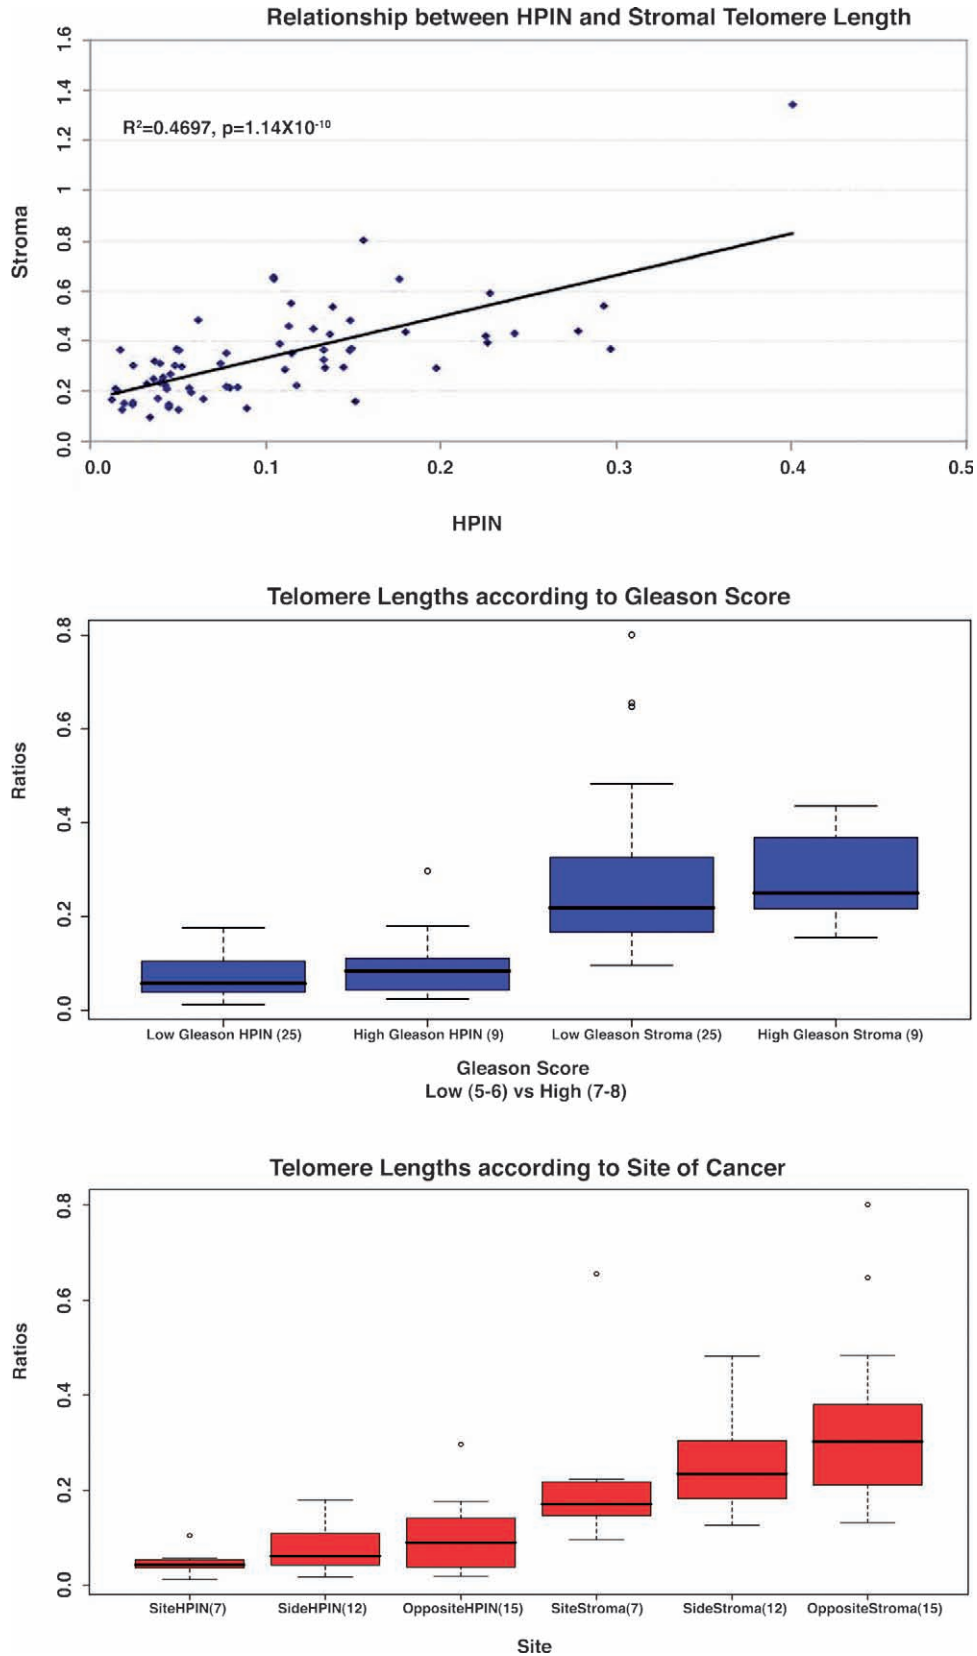 Relationship between HPIN and Stromal Telomere Length
1.6
1.4
1.2
1
0.8
0.6
0.4
0.2
0.0
Stroma
R²=0.4697, p=1.14X10⁻¹⁰
0.0 0.1 0.2 0.3 0.4 0.5
HPIN
Telomere Lengths according to Gleason Score
0.8
0.6
0.4
0.2
0.0
Ratios
Low Gleason HPIN (25) High Gleason HPIN (9) Low Gleason Stroma (25) High Gleason Stroma (9)
Gleason Score
Low (5-6) vs High (7-8)
Telomere Lengths according to Site of Cancer
0.8
0.6
0.4
0.2
0.0
Ratios
SiteHPIN(7) SideHPIN(12) OppositeHPIN(15) SiteStroma(7) SideStroma(12) OppositeStroma(15)
Site